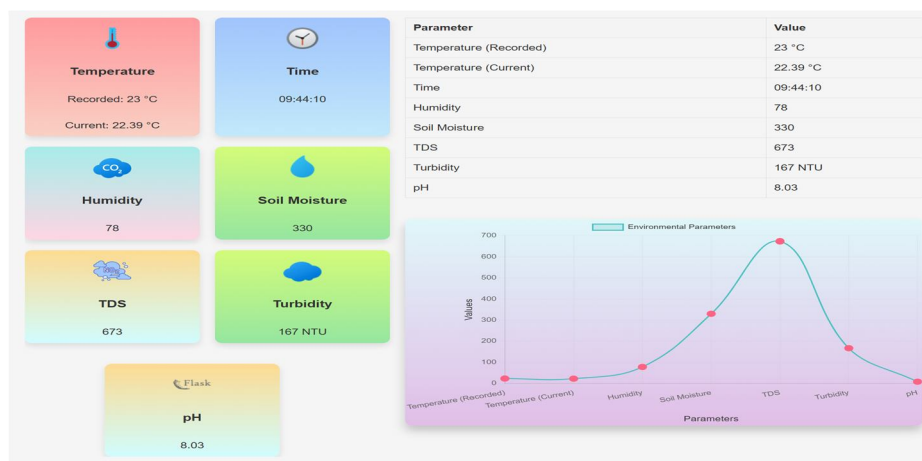 Temperature
Recorded: 23 °C
Current: 22.39 °C
Time
09:44:10
CO₂
Humidity
78
Soil Moisture
330
TDS
673
Turbidity
167 NTU
Flask
pH
8.03
Parameter Value
Temperature (Recorded) 23 °C
Temperature (Current) 22.39 °C
Time 09:44:10
Humidity 78
Soil Moisture 330
TDS 673
Turbidity 167 NTU
pH 8.03
Environmental Parameters
Values
700
600
500
400
300
200
100
0
Temperature (Recorded)
Temperature (Current)
Humidity
Soil Moisture
TDS
Turbidity
pH
Parameters